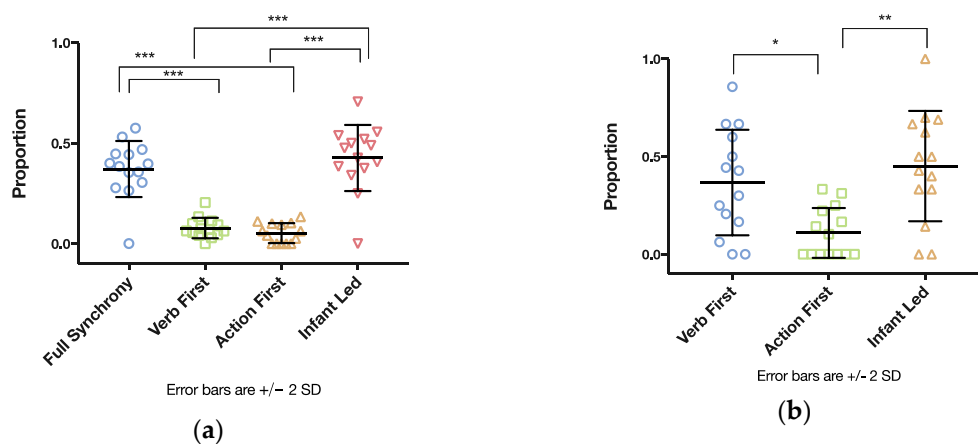 ***
***
***
***
1.0
0.5
0.0
Proportion
Full Synchrony
Verb First
Action First
Infant Led
Error bars are +/− 2 SD
(a)
*
**
1.0
0.5
0.0
Proportion
Verb First
Action First
Infant Led
Error bars are +/− 2 SD
(b)